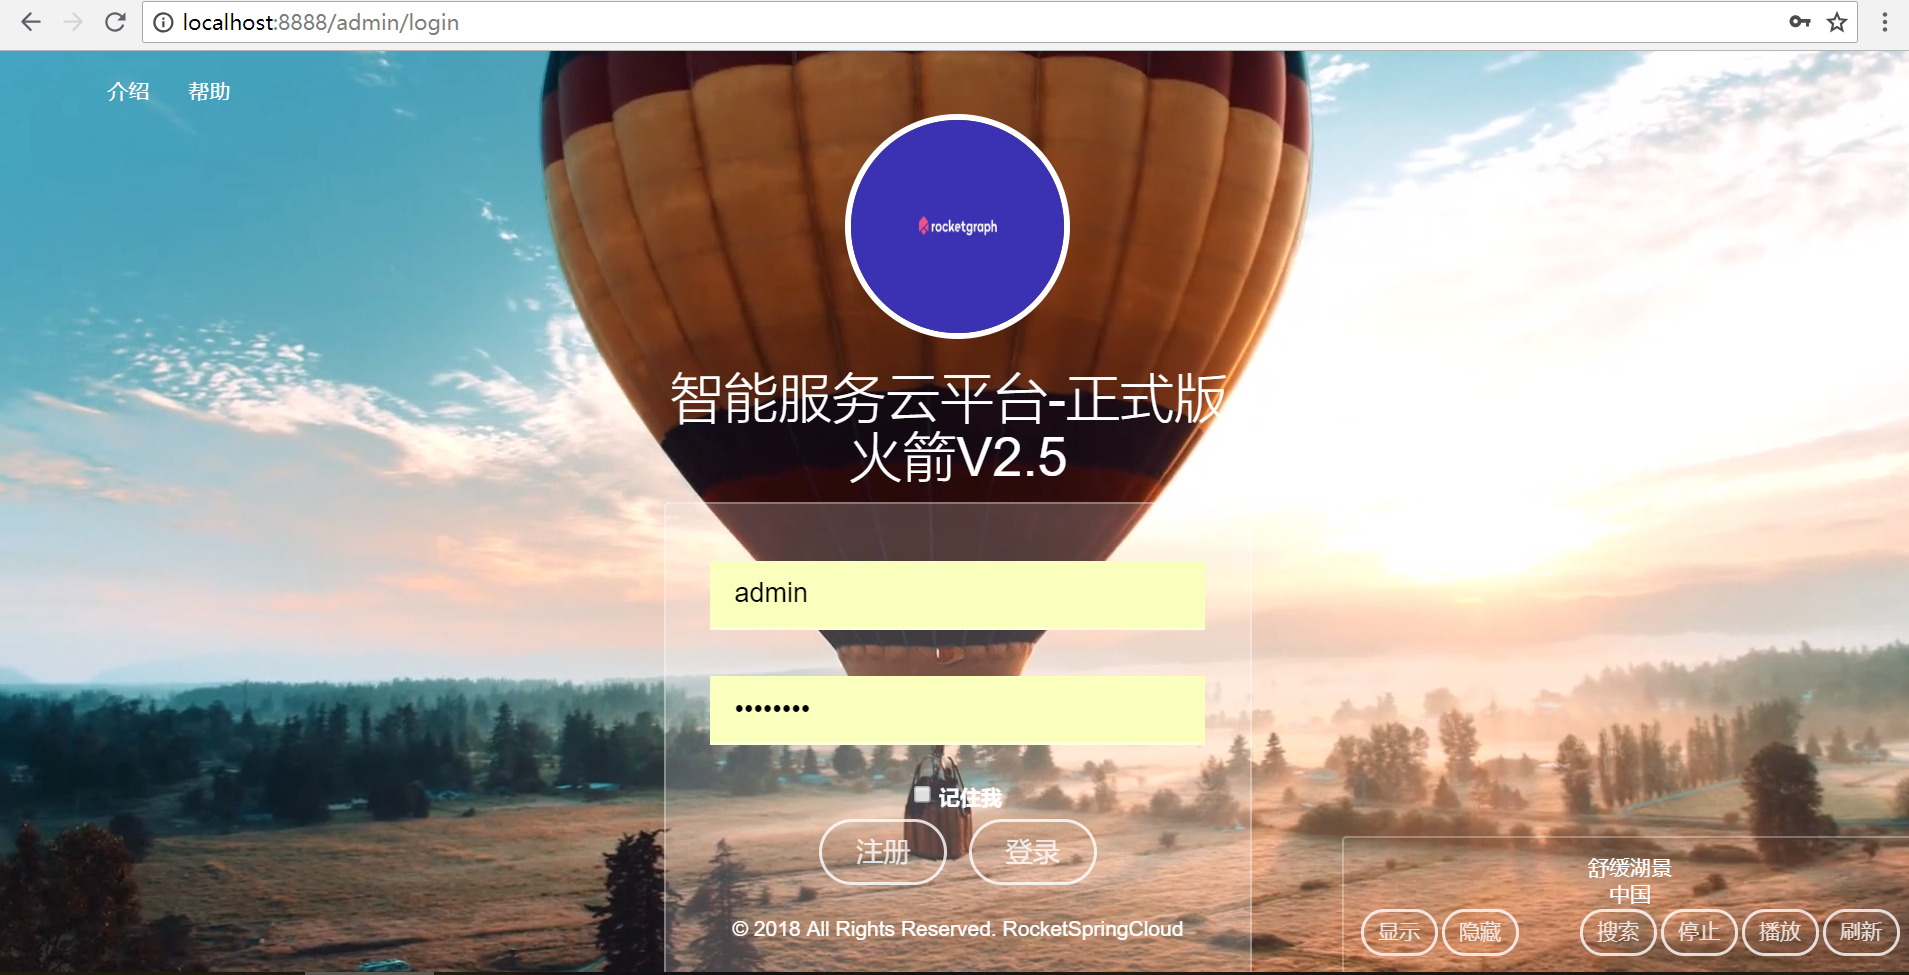 localhost:8888/admin/login
介绍 帮助
rocketgraph
智能服务云平台-正式版
火箭V2.5
admin
••••••••
记住我
注册 登录
© 2018 All Rights Reserved. RocketSpringCloud
舒缓湖景
中国
显示 隐藏 搜索 停止 播放 刷新